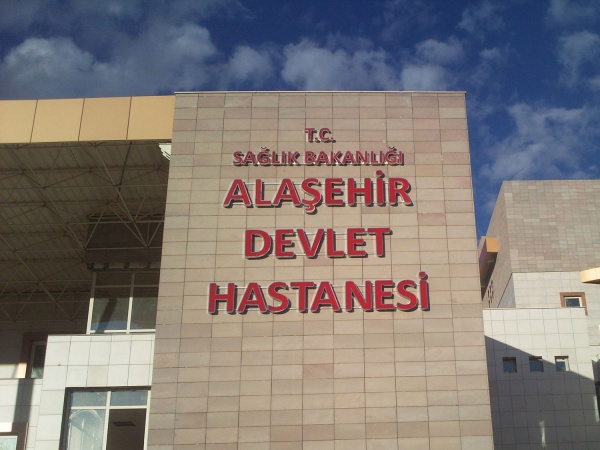 T.C.
SAĞLIK BAKANLIĞI
ALAŞEHİR
DEVLET
HASTANESİ